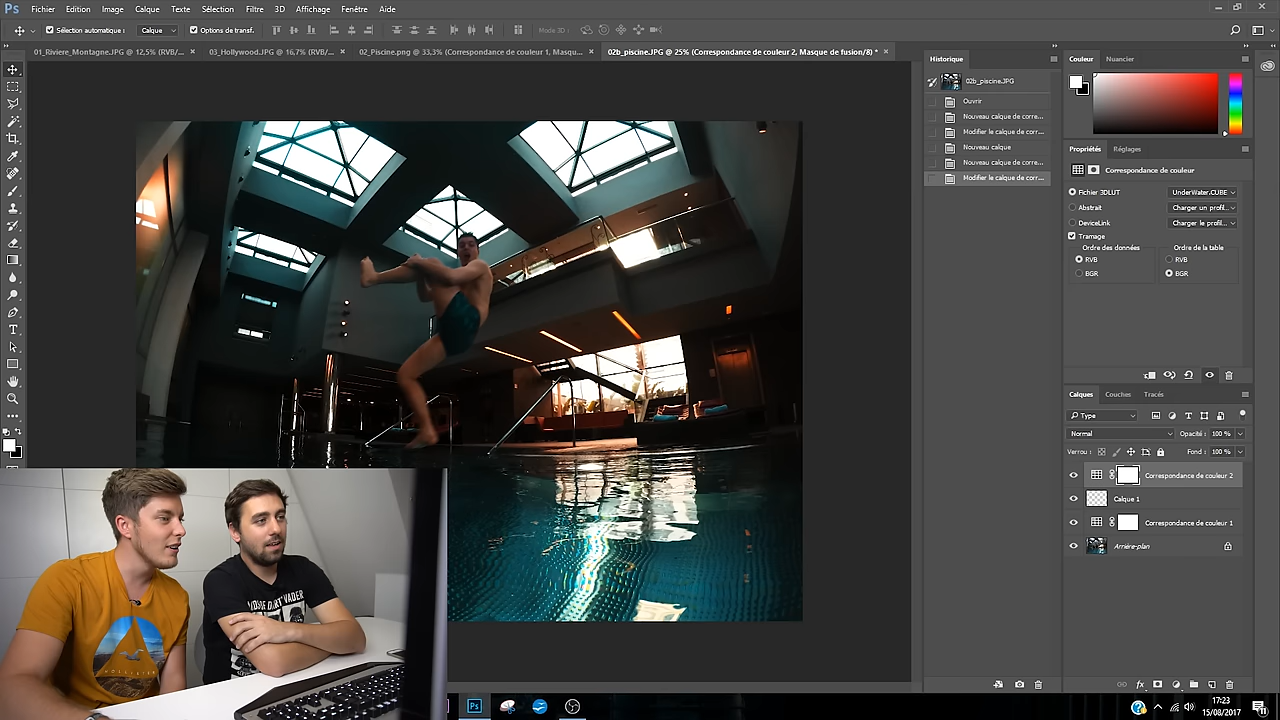 Ps Fichier Edition Image Calque Texte Sélection Filtre 3D Affichage Fenêtre Aide
Sélection automatique : Calque Options de transf. Mode 3D :
01_Riviere_Montagne.JPG @ 12,5% (RVB/... × 03_Hollywood.JPG @ 16,7% (RVB/... × 02_Piscine.png @ 33,3% (Correspondance de couleur 1, Masqu... × 02b_piscine.JPG @ 25% (Correspondance de couleur 2, Masque de fusion/8) * ×
Historique
02b_piscine.JPG
Ouvrir
Nouveau calque de corre...
Modifier le calque de corr...
Nouveau calque
Nouveau calque de corre...
Modifier le calque de corr...
Couleur Nuancier
Propriétés Réglages
Correspondance de couleur
Fichier 3DLUT UnderWater.CUBE
Abstrait Charger un profil...
DeviceLink Charger le profil...
Tramage
Ordre des données Ordre de la table
RVB RVB
BGR BGR
Calques Couches Tracés
Type
Normal Opacité : 100 %
Verrou : Fond : 100 %
Correspondance de couleur 2
Calque 1
Correspondance de couleur 1
Arrière-plan
fx
HOLLISTER
Ps
17:23
15/08/2017